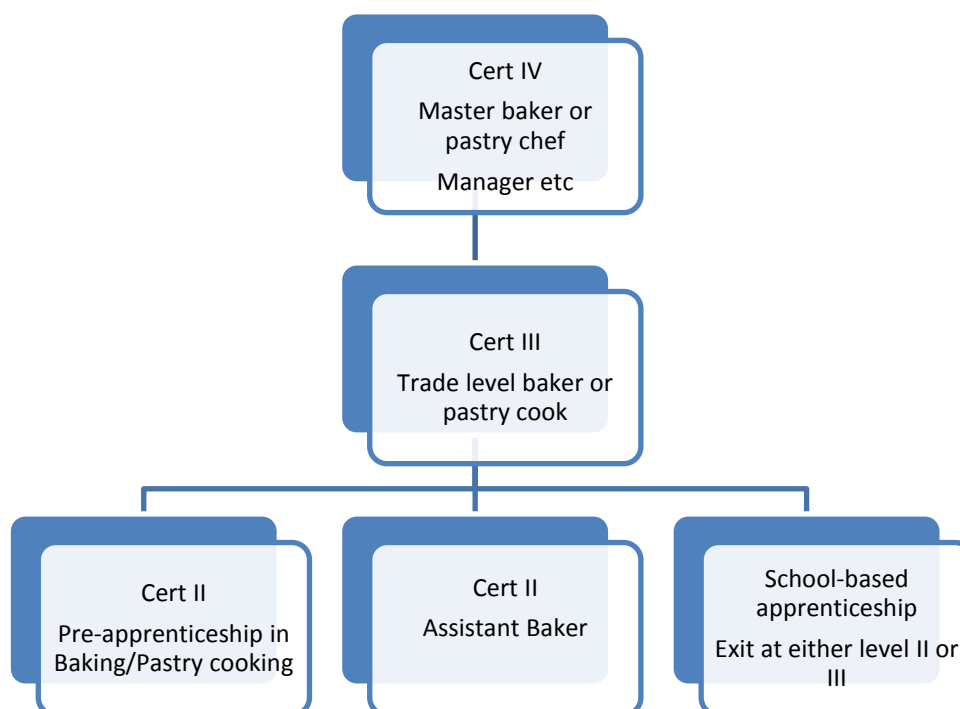 Cert IV
Master baker or
pastry chef
Manager etc
Cert III
Trade level baker or
pastry cook
Cert II
Pre-apprenticeship in
Baking/Pastry cooking
Cert II
Assistant Baker
School-based
apprenticeship
Exit at either level II or
III